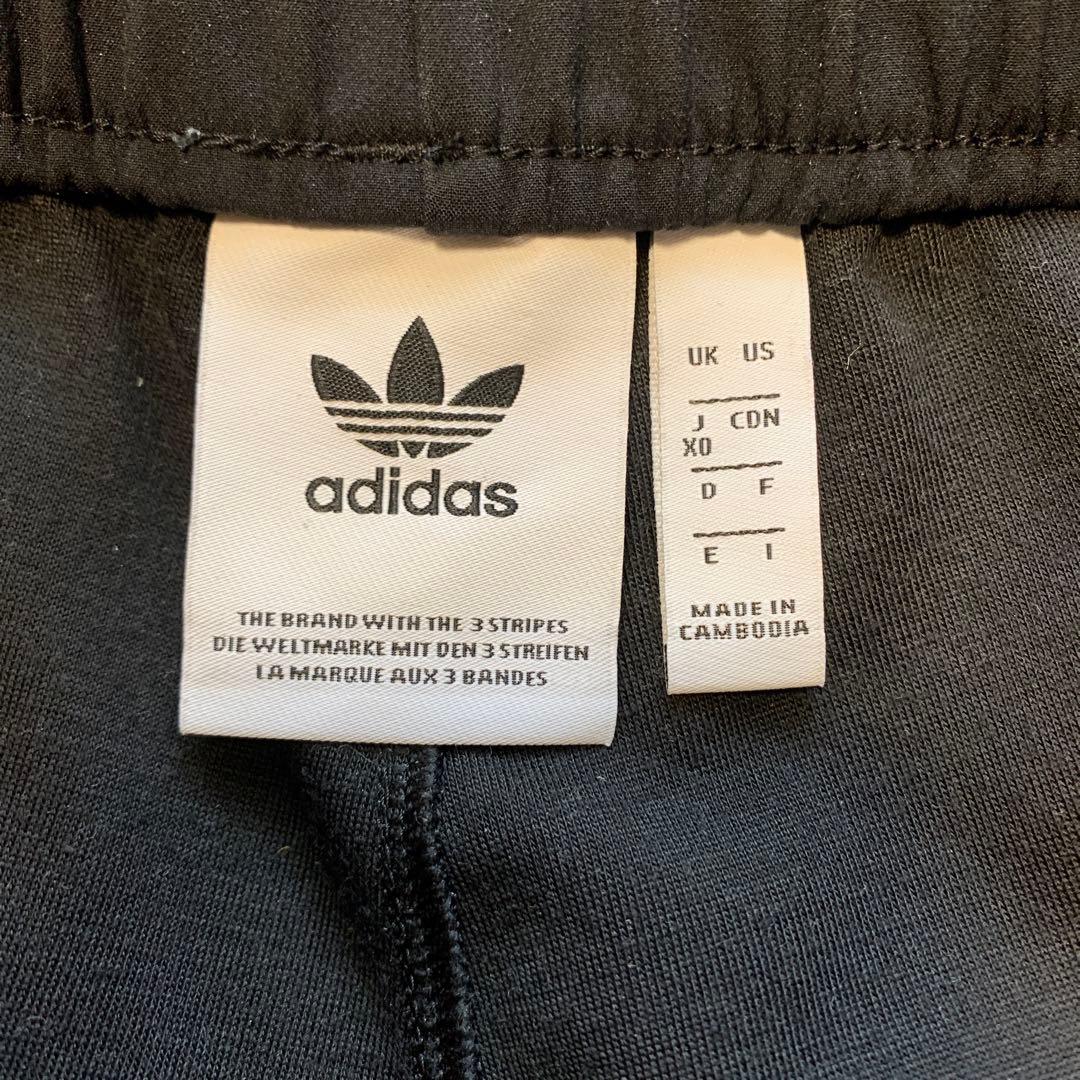 adidas
THE BRAND WITH THE 3 STRIPES
DIE WELTMARKE MIT DEN 3 STREIFEN
LA MARQUE AUX 3 BANDES
UK US
J CDN
XO
D F
E I
MADE IN
CAMBODIA